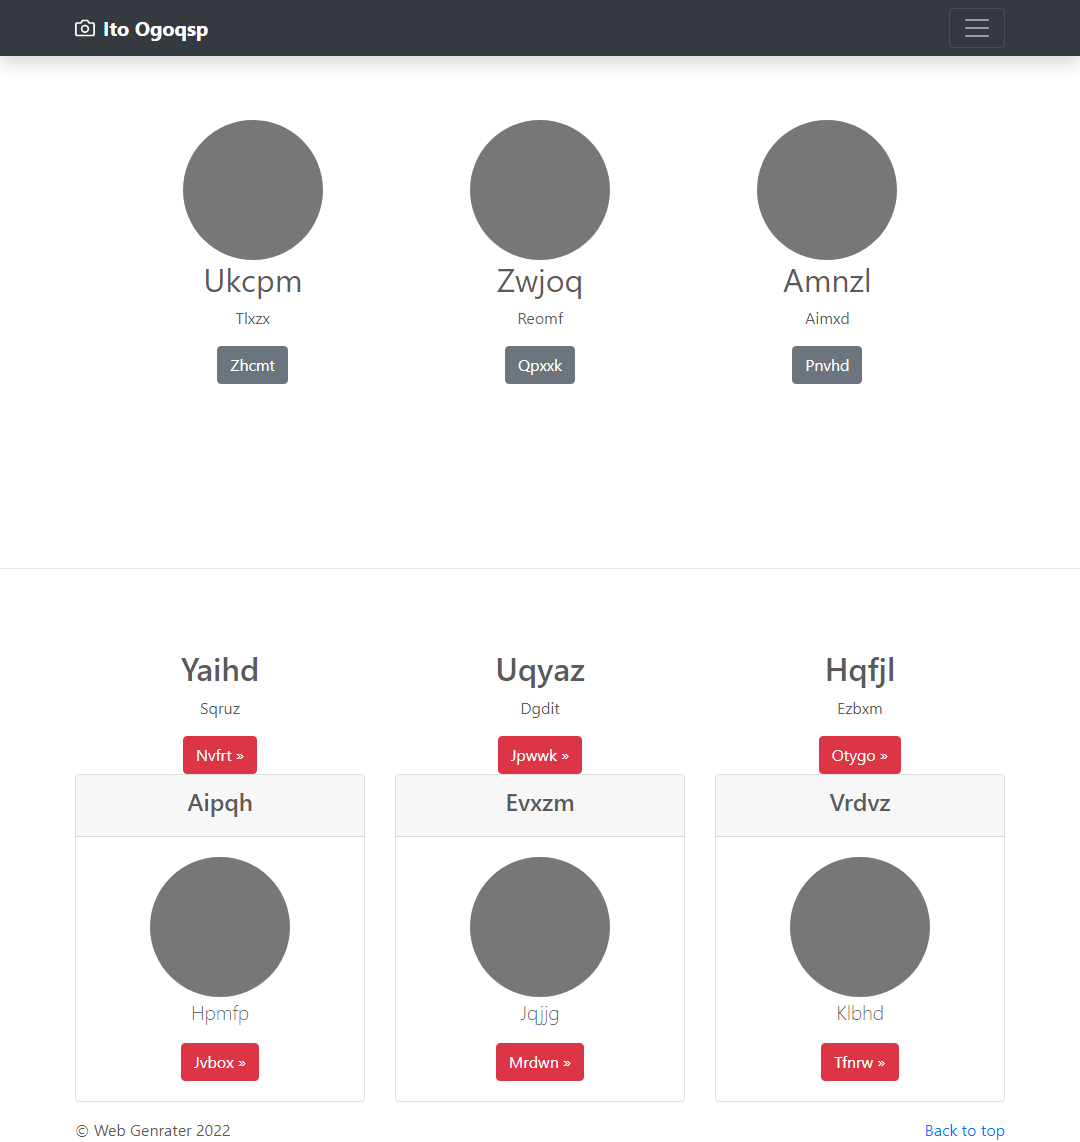 Ito Ogoqsp
Ukcpm
Zwjoq
Amnzl
Tlxzx
Reomf
Aimxd
Zhcmt
Qpxxk
Pnvhd
Yaihd
Uqyaz
Hqfjl
Sqruz
Dgdit
Ezbxm
Nvfrt »
Jpwwk »
Otygo »
Aipqh
Evxzm
Vrdvz
Hpmfp
Jqjjg
Klbhd
Jvbox »
Mrdwn »
Tfnrw »
© Web Genrater 2022
Back to top